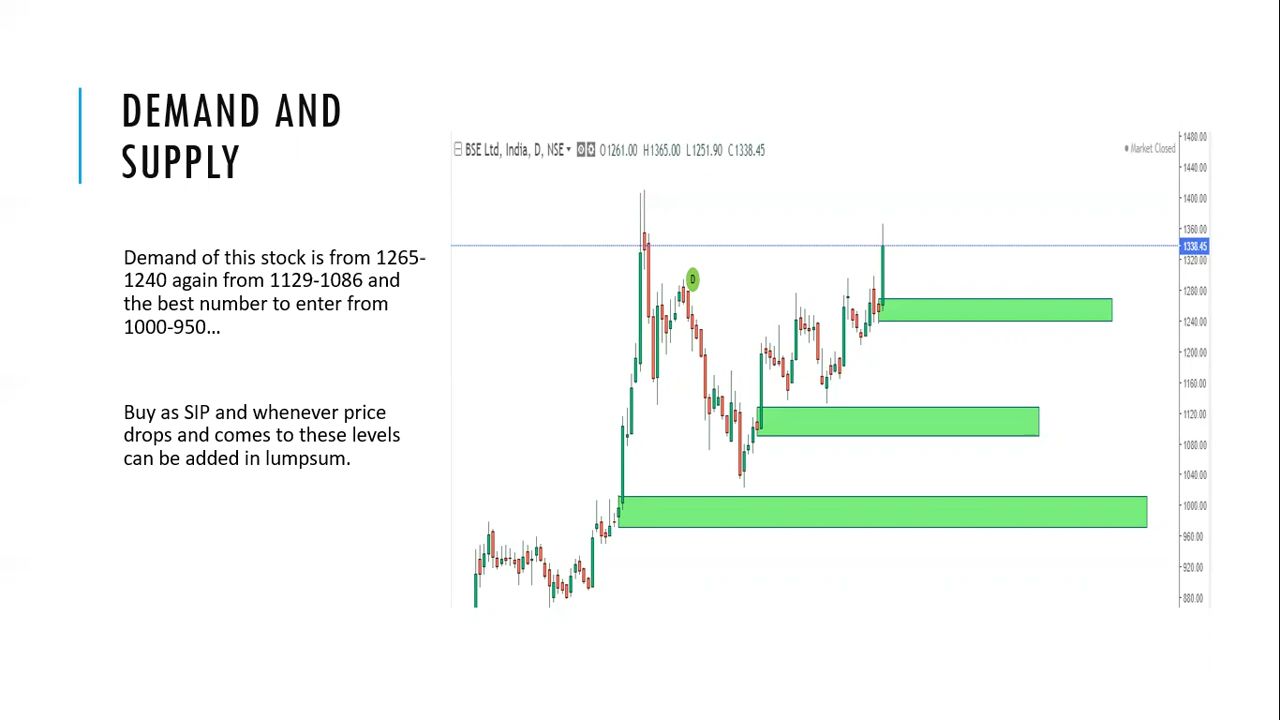 DEMAND AND
SUPPLY
Demand of this stock is from 1265-
1240 again from 1129-1086 and
the best number to enter from
1000-950...
Buy as SIP and whenever price
drops and comes to these levels
can be added in lumpsum.
BSE Ltd, India, D, NSE O1261.00 H1365.00 L1251.90 C1338.45
Market Closed
D
1480.00
1440.00
1400.00
1360.00
1338.45
1320.00
1280.00
1240.00
1200.00
1160.00
1120.00
1080.00
1040.00
1000.00
960.00
920.00
880.00